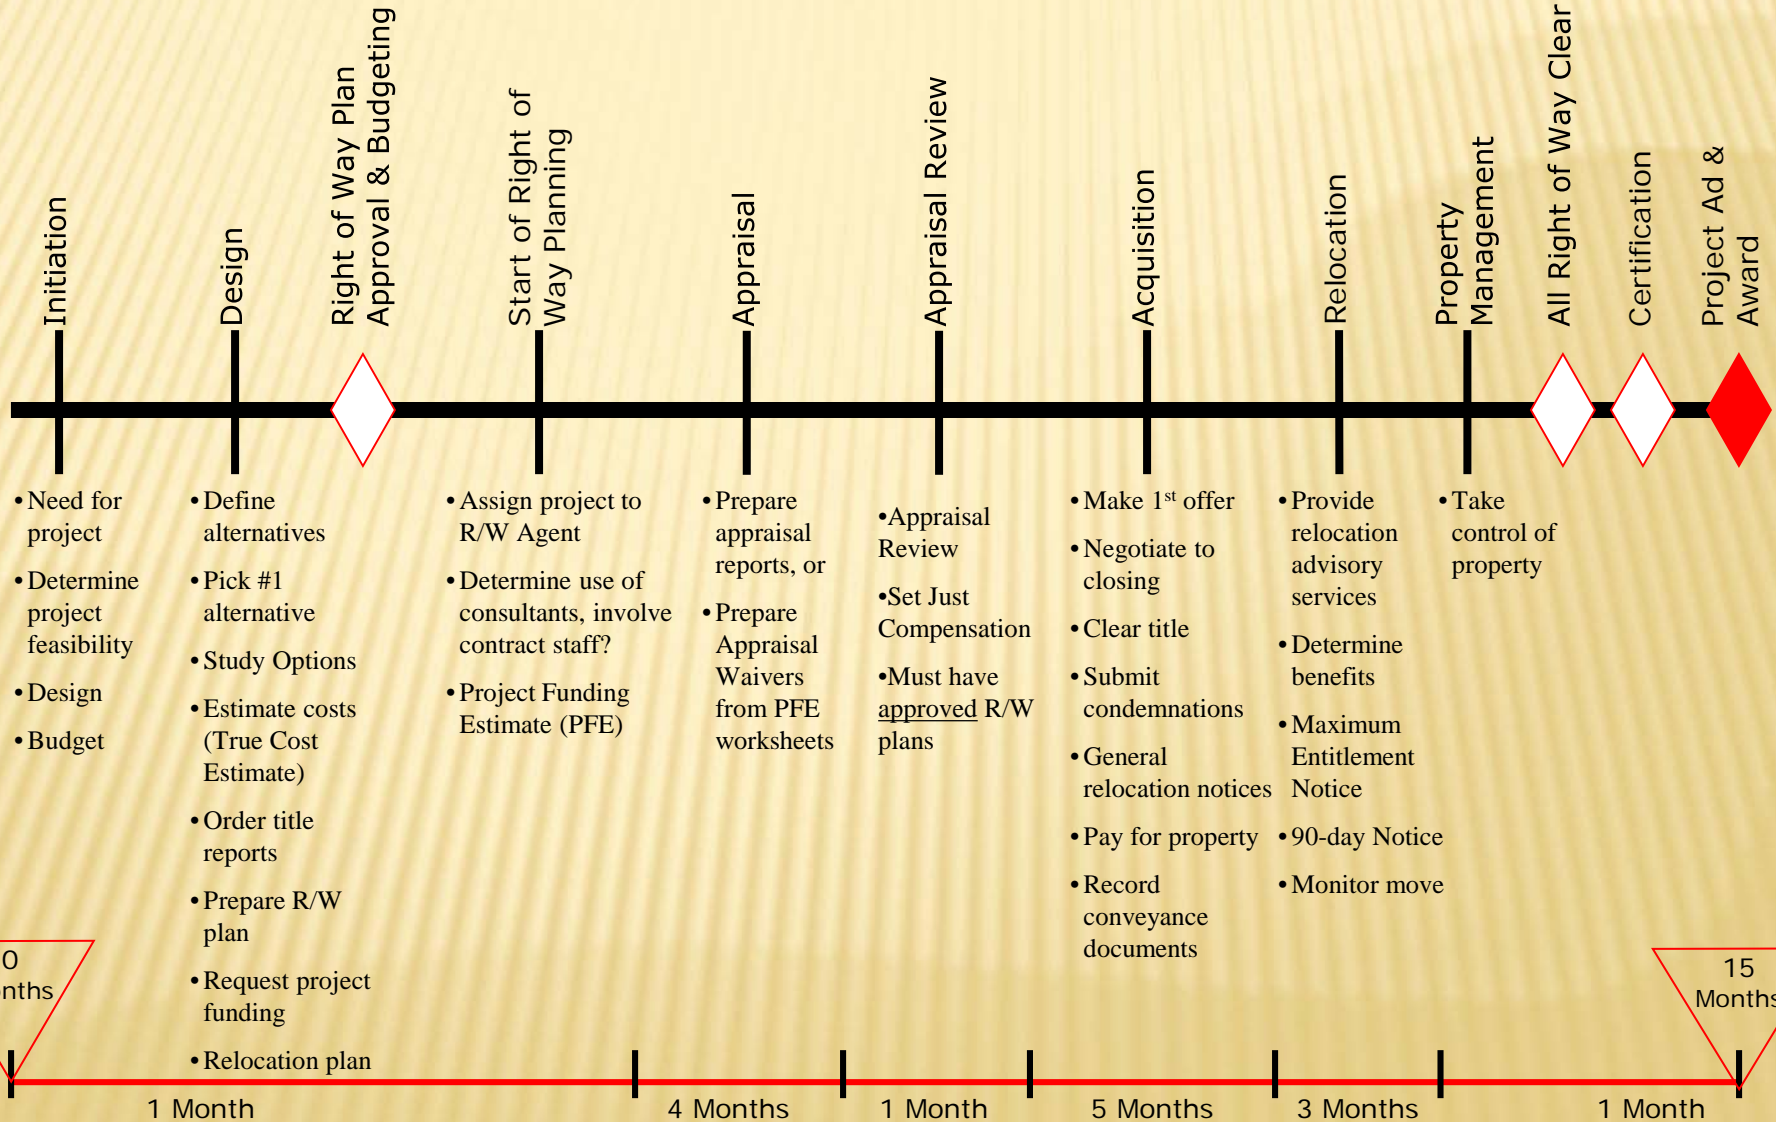 Initiation
Design
Right of Way Plan
Approval & Budgeting
Start of Right of
Way Planning
Appraisal
Appraisal Review
Acquisition
Relocation
Property
Management
All Right of Way Clear
Certification
Project Ad &
Award
• Need for
project
• Determine
project
feasibility
• Design
• Budget
• Define
alternatives
• Pick #1
alternative
• Study Options
• Estimate costs
(True Cost
Estimate)
• Order title
reports
• Prepare R/W
plan
• Request project
funding
• Relocation plan
• Assign project to
R/W Agent
• Determine use of
consultants, involve
contract staff?
• Project Funding
Estimate (PFE)
• Prepare
appraisal
reports, or
• Prepare
Appraisal
Waivers
from PFE
worksheets
•Appraisal
Review
•Set Just
Compensation
•Must have
approved R/W
plans
• Make 1st offer
• Negotiate to
closing
• Clear title
• Submit
condemnations
• General
relocation notices
• Pay for property
• Record
conveyance
documents
• Provide
relocation
advisory
services
• Determine
benefits
• Maximum
Entitlement
Notice
• 90-day Notice
• Monitor move
• Take
control of
property
0
nths
15
Months
1 Month
4 Months
1 Month
5 Months
3 Months
1 Month